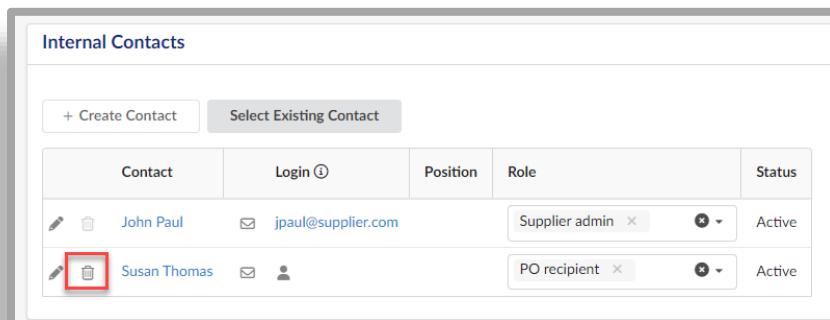 Internal Contacts
+ Create Contact Select Existing Contact
Contact Login Position Role Status
John Paul jpaul@supplier.com Supplier admin × Active
Susan Thomas PO recipient × Active